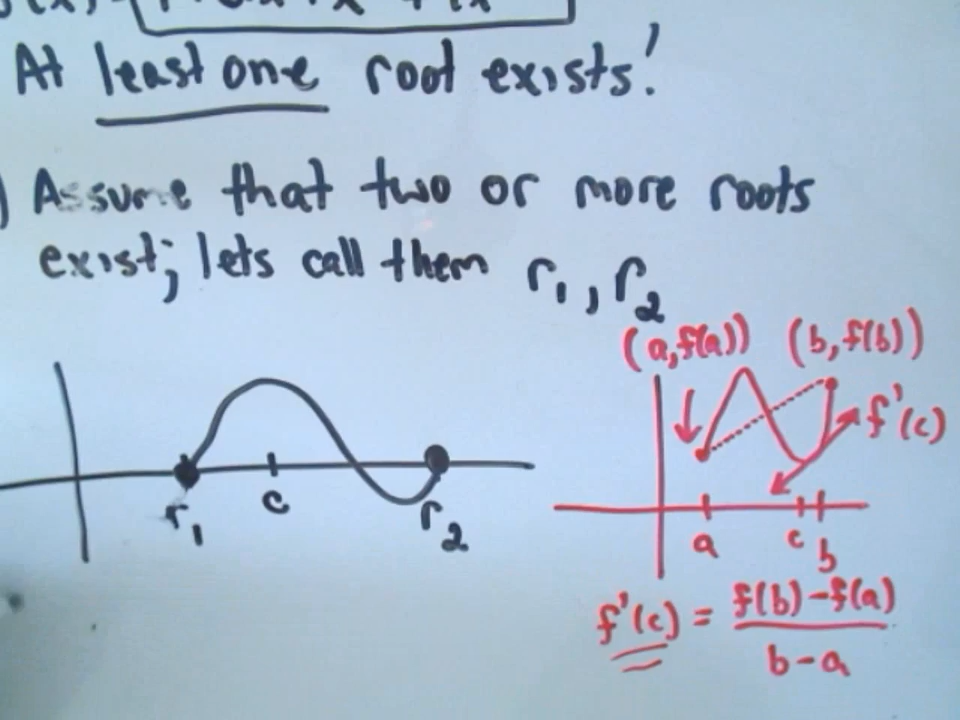 At least one root exists!
) Assume that two or more roots
exist; lets call them r₁, r₂
(a, f(a)) (b, f(b))
f'(c)
r₁ c r₂
a c b
f'(c) = f(b) - f(a)
b - a